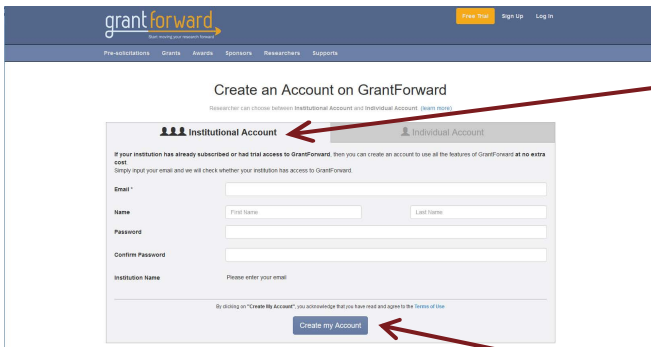 grantforward
Start moving your research forward
Free Trial Sign Up Log In
Pre-solicitations Grants Awards Sponsors Researchers Supports
Create an Account on GrantForward
Researcher can choose between Institutional Account and Individual Account. (learn more)
Institutional Account Individual Account
If your institution has already subscribed or had trial access to GrantForward, then you can create an account to use all the features of GrantForward at no extra
cost.
Simply input your email and we will check whether your institution has access to GrantForward.
Email *
Name First Name Last Name
Password
Confirm Password
Institution Name Please enter your email
By clicking on "Create My Account", you acknowledge that you have read and agree to the Terms of Use
Create my Account